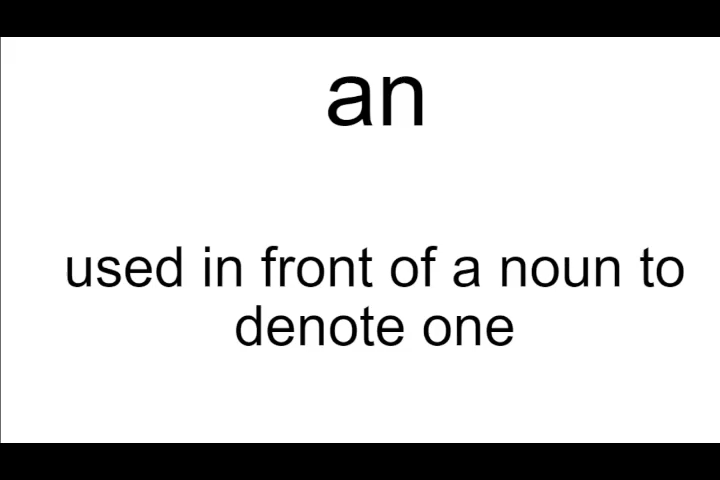 an
used in front of a noun to
denote one